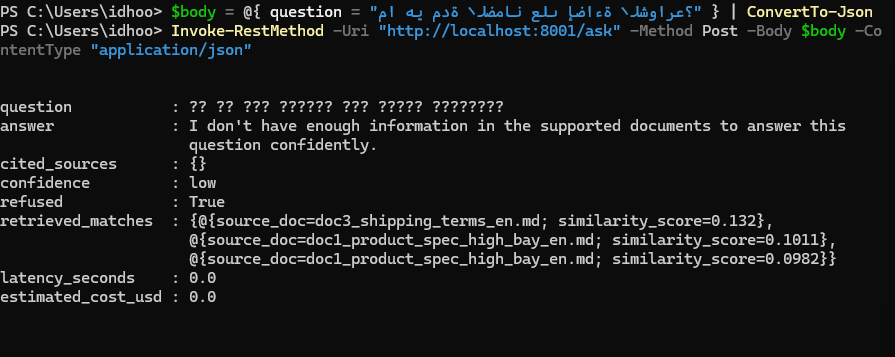 PS C:\Users\idhoo> $body = @{ question = "ما هي مدة الضمان على إضاءة الشوارع؟" } | ConvertTo-Json
PS C:\Users\idhoo> Invoke-RestMethod -Uri "http://localhost:8001/ask" -Method Post -Body $body -Co
ntentType "application/json"
question : ?? ?? ??? ?????? ??? ????? ????????
answer : I don't have enough information in the supported documents to answer this
question confidently.
cited_sources : {}
confidence : low
refused : True
retrieved_matches : {@{source_doc=doc3_shipping_terms_en.md; similarity_score=0.132},
@{source_doc=doc1_product_spec_high_bay_en.md; similarity_score=0.1011},
@{source_doc=doc1_product_spec_high_bay_en.md; similarity_score=0.0982}}
latency_seconds : 0.0
estimated_cost_usd : 0.0